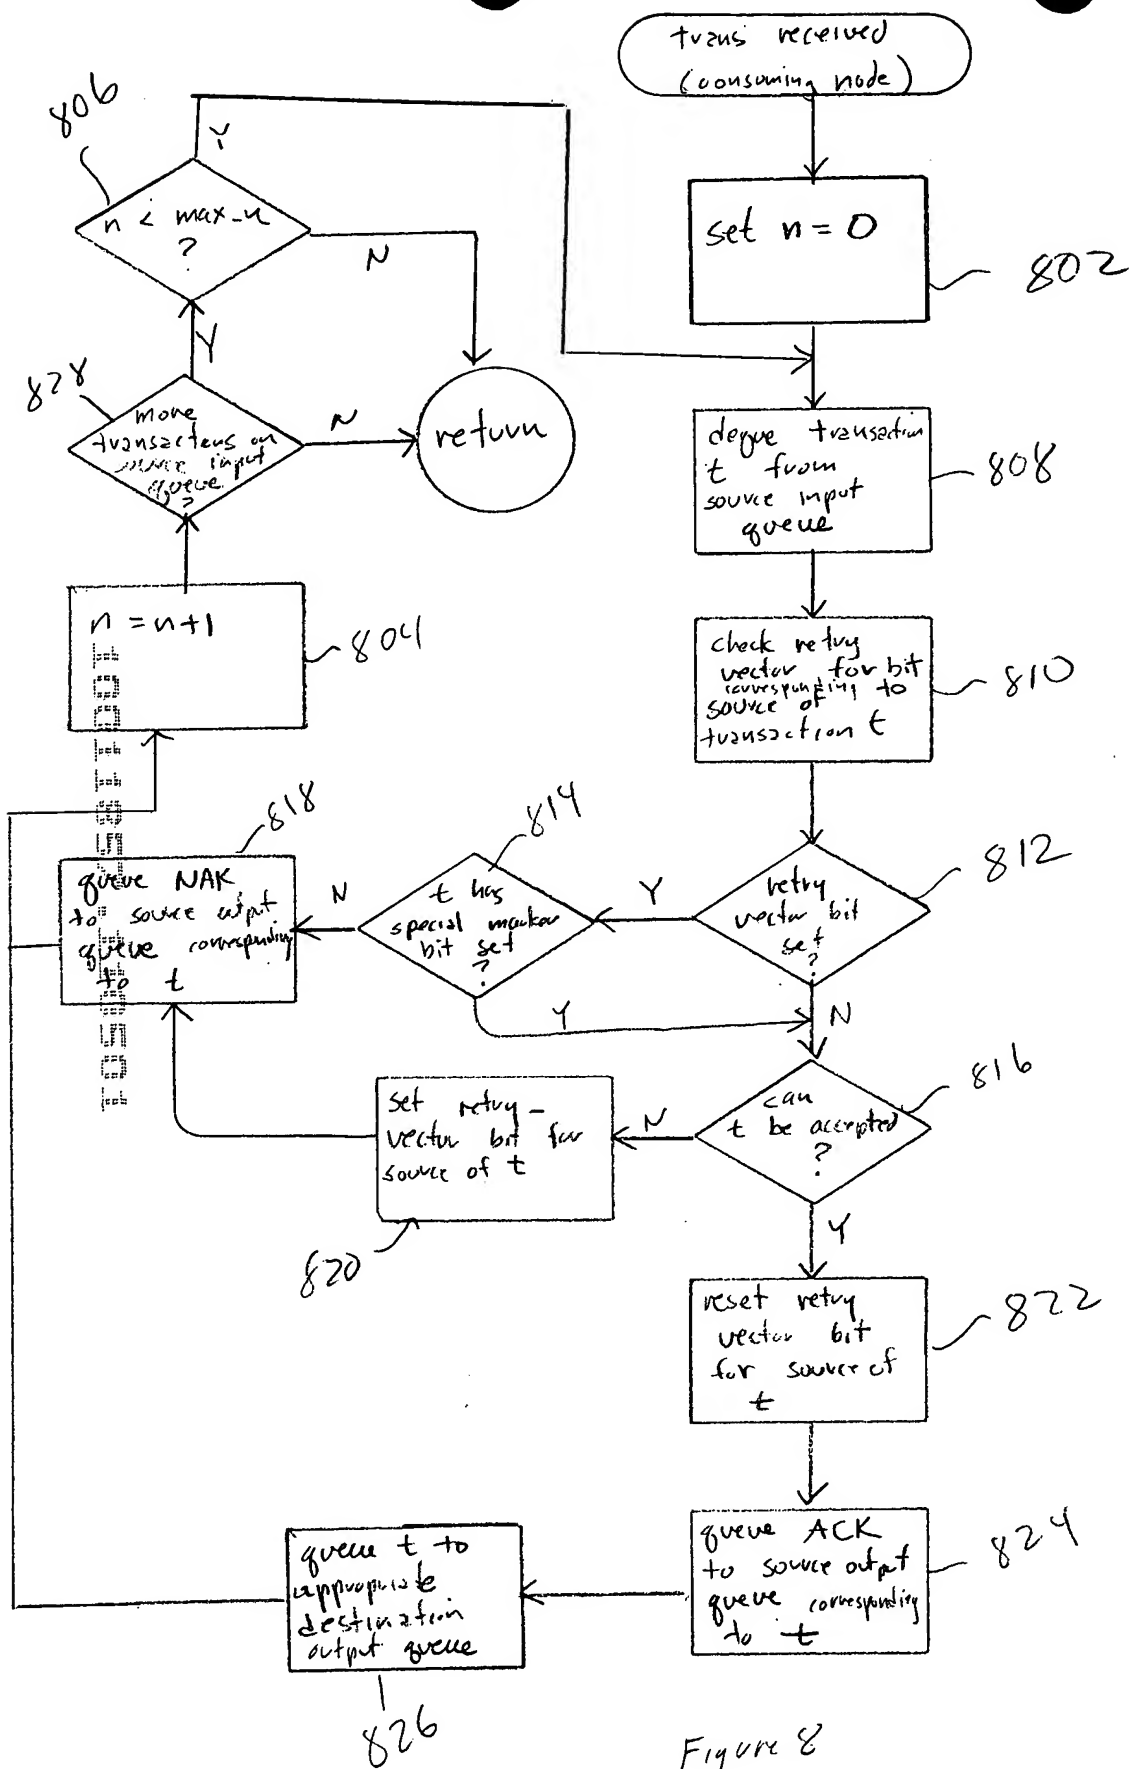 trans received
(consuming node)
806
Y
n < max_n
?
N
set n = 0
802
Y
828
more
transactions on
source input
queue
?
N
return
deque transaction
t from
source input
queue
808
n = n+1
804
check retry
vector for bit
corresponding to
source of
transaction t
810
818
queue NAK
to source output
queue corresponding
to t
N
814
t has
special marker
bit set
?
Y
Y
retry
vector bit
set
?
812
N
set retry_
vector bit for
source of t
820
N
can
t be accepted
?
816
Y
reset retry
vector bit
for source of
t
822
queue t to
appropriate
destination
output queue
826
queue ACK
to source output
queue corresponding
to t
824
Figure 8